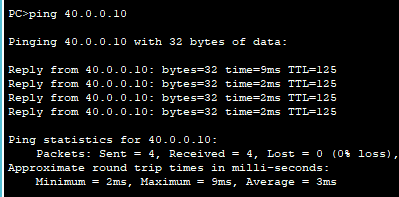 PC>ping 40.0.0.10
Pinging 40.0.0.10 with 32 bytes of data:
Reply from 40.0.0.10: bytes=32 time=9ms TTL=125
Reply from 40.0.0.10: bytes=32 time=2ms TTL=125
Reply from 40.0.0.10: bytes=32 time=2ms TTL=125
Reply from 40.0.0.10: bytes=32 time=2ms TTL=125
Ping statistics for 40.0.0.10:
Packets: Sent = 4, Received = 4, Lost = 0 (0% loss),
Approximate round trip times in milli-seconds:
Minimum = 2ms, Maximum = 9ms, Average = 3ms